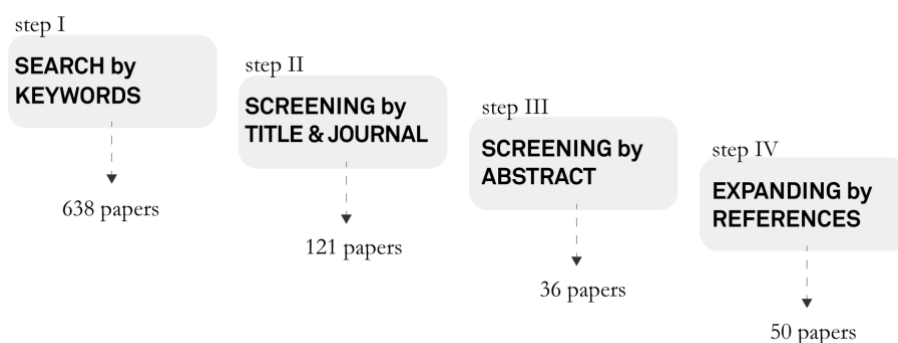 step I
SEARCH by
KEYWORDS
638 papers
step II
SCREENING by
TITLE & JOURNAL
121 papers
step III
SCREENING by
ABSTRACT
36 papers
step IV
EXPANDING by
REFERENCES
50 papers